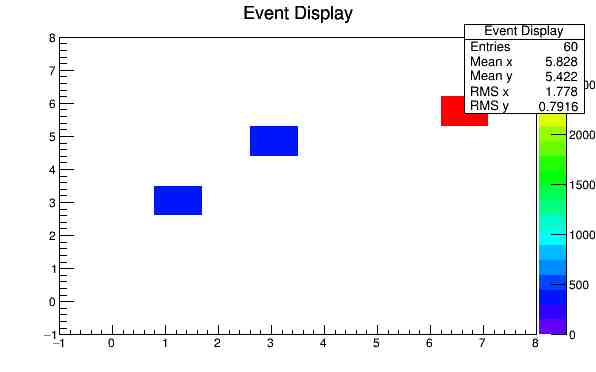 Event Display
Event Display
Entries 60
Mean x 5.828
Mean y 5.422
RMS x 1.778
RMS y 0.7916
8
7
6
5
4
3
2
1
0
−1
−1 0 1 2 3 4 5 6 7 8
2000
1500
1000
500
0